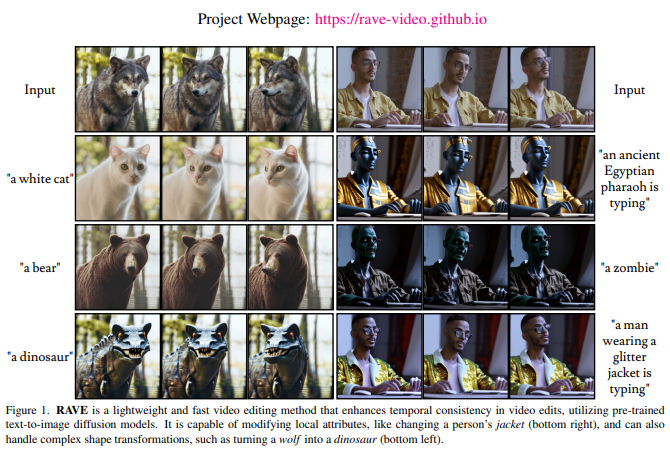 Project Webpage: https://rave-video.github.io
Input
Input
"a white cat"
"an ancient
Egyptian
pharaoh is
typing"
"a bear"
"a zombie"
"a dinosaur"
"a man
wearing a
glitter
jacket is
typing"
Figure 1. RAVE is a lightweight and fast video editing method that enhances temporal consistency in video edits, utilizing pre-trained
text-to-image diffusion models. It is capable of modifying local attributes, like changing a person's jacket (bottom right), and can also
handle complex shape transformations, such as turning a wolf into a dinosaur (bottom left).